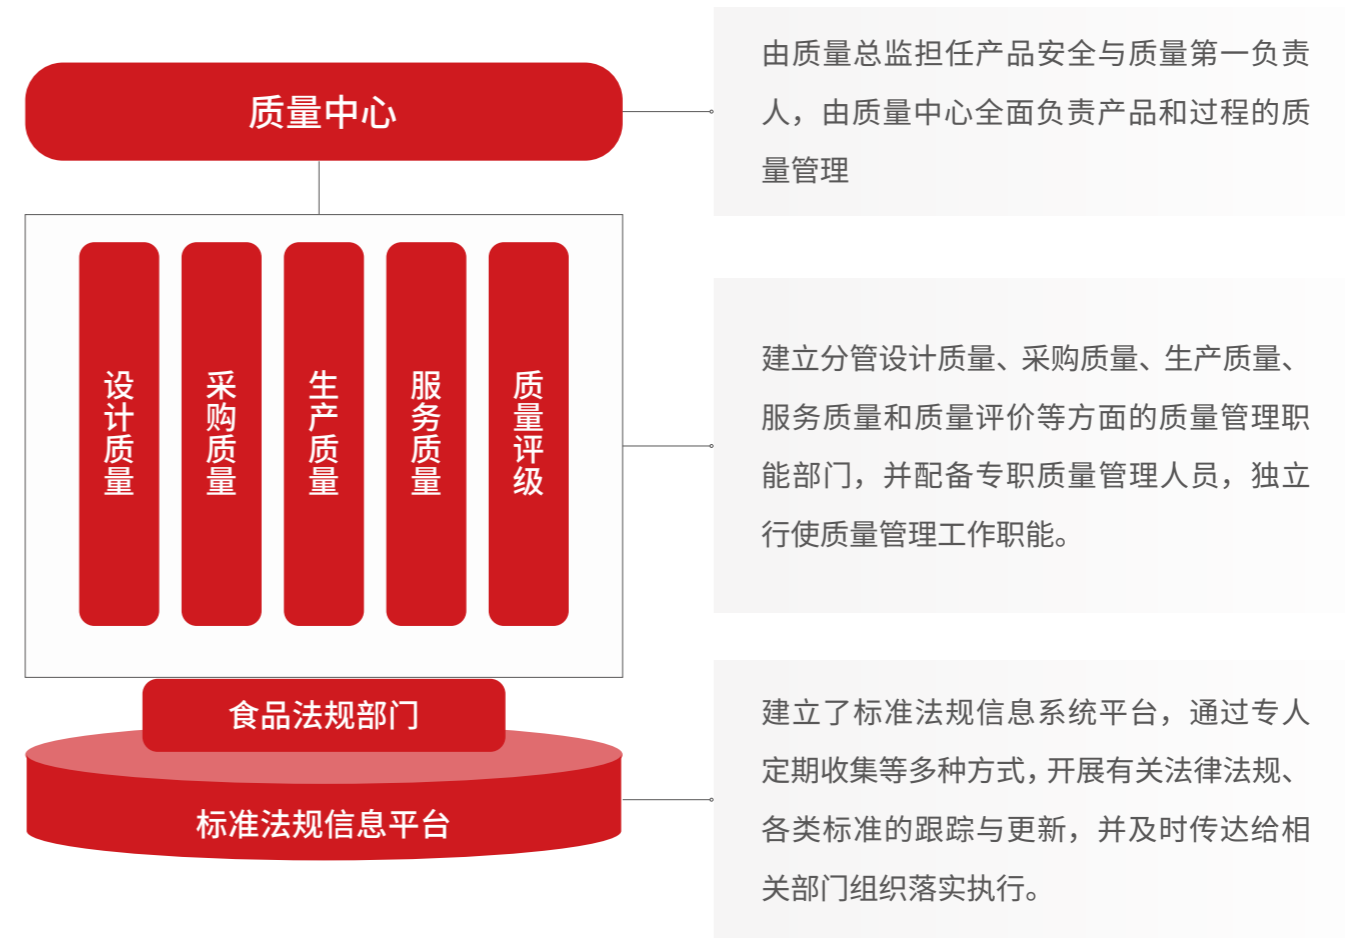 质量中心
由质量总监担任产品安全与质量第一负责
人，由质量中心全面负责产品和过程的质
量管理
设计质量
采购质量
生产质量
服务质量
质量评级
建立分管设计质量、采购质量、生产质量、
服务质量和质量评价等方面的质量管理职
能部门，并配备专职质量管理人员，独立
行使质量管理工作职能。
食品法规部门
标准法规信息平台
建立了标准法规信息系统平台，通过专人
定期收集等多种方式，开展有关法律法规、
各类标准的跟踪与更新，并及时传达给相
关部门组织落实执行。